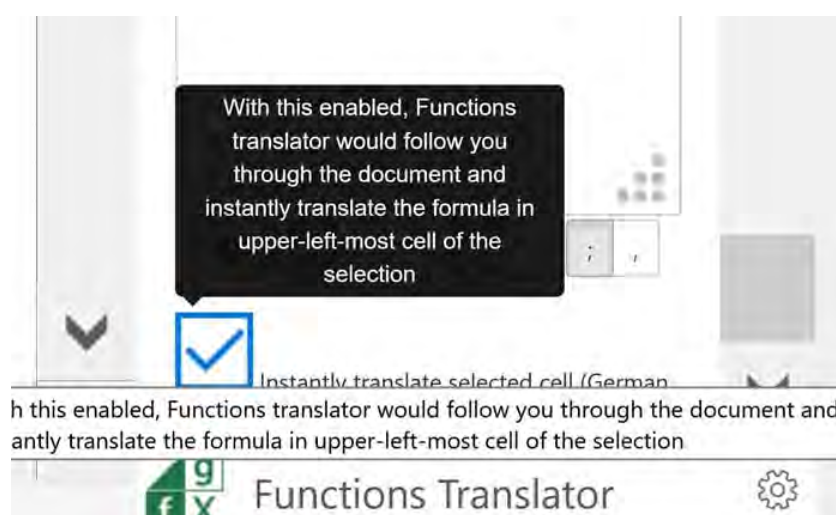 With this enabled, Functions
translator would follow you
through the document and
instantly translate the formula in
upper-left-most cell of the
selection
; ,
Instantly translate selected cell (German
h this enabled, Functions translator would follow you through the document and
antly translate the formula in upper-left-most cell of the selection
g
f X
Functions Translator